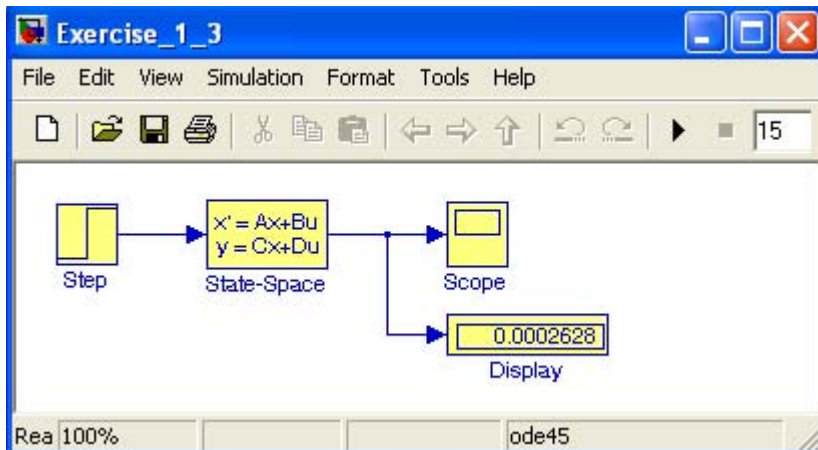 Exercise_1_3
File Edit View Simulation Format Tools Help
15
x' = Ax+Bu
y = Cx+Du
Step
State-Space
Scope
0.0002628
Display
Rea 100% ode45